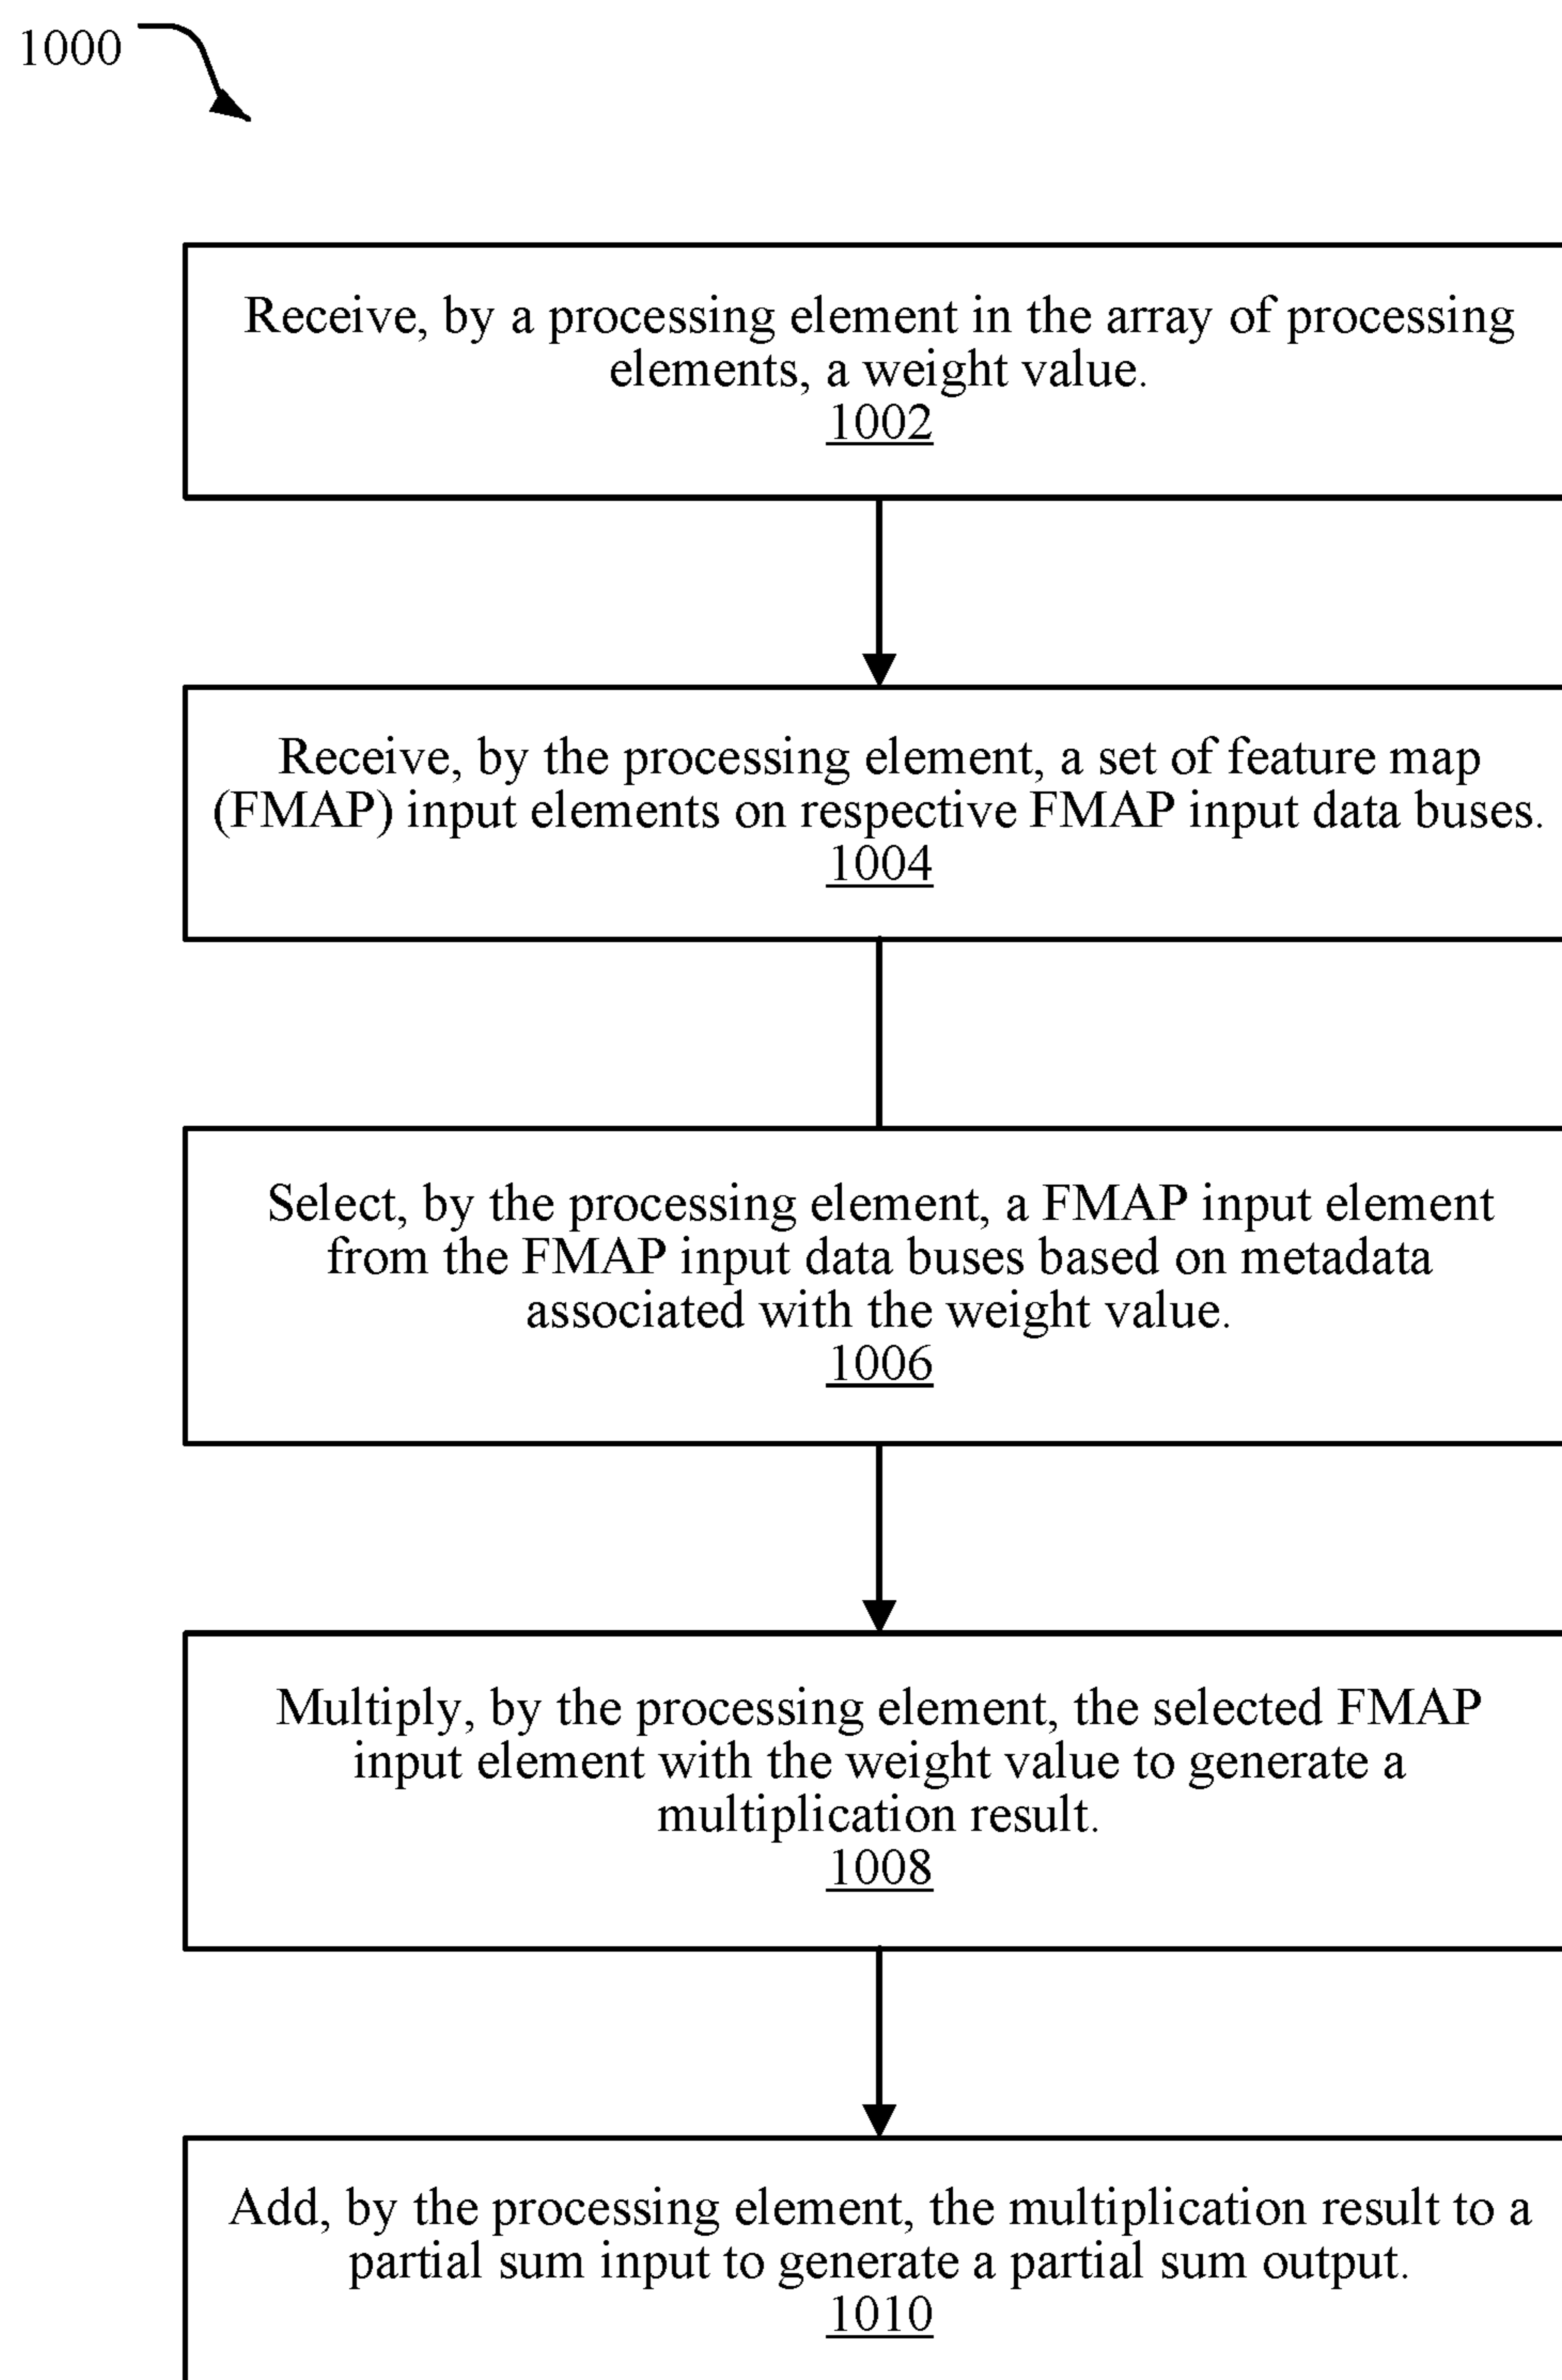 1000
Receive, by a processing element in the array of processing
elements, a weight value.
1002
Receive, by the processing element, a set of feature map
(FMAP) input elements on respective FMAP input data buses.
1004
Select, by the processing element, a FMAP input element
from the FMAP input data buses based on metadata
associated with the weight value.
1006
Multiply, by the processing element, the selected FMAP
input element with the weight value to generate a
multiplication result.
1008
Add, by the processing element, the multiplication result to a
partial sum input to generate a partial sum output.
1010